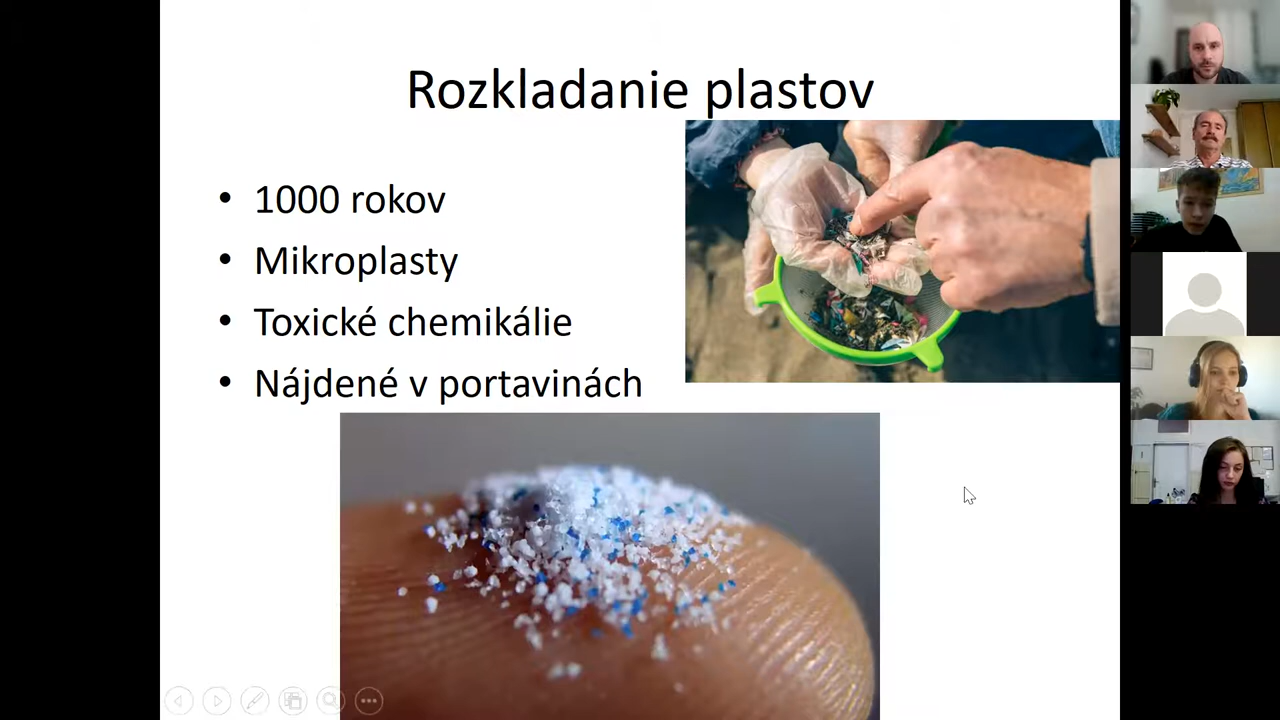 Rozkladanie plastov
• 1000 rokov
• Mikroplasty
• Toxické chemikálie
• Nájdené v portavinách